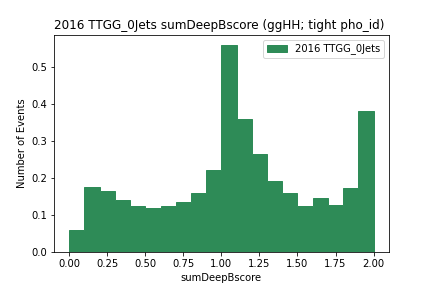 2016 TTGG_0Jets sumDeepBscore (ggHH; tight pho_id)
2016 TTGG_0Jets
Number of Events
0.5
0.4
0.3
0.2
0.1
0.0
0.00 0.25 0.50 0.75 1.00 1.25 1.50 1.75 2.00
sumDeepBscore